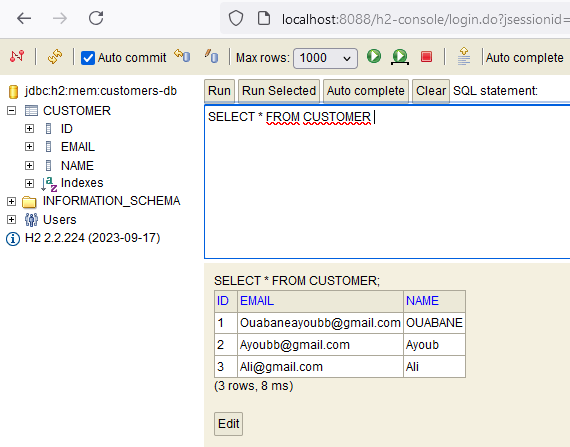 localhost:8088/h2-console/login.do?jsessionid=
Auto commit Max rows: 1000 Auto complete
jdbc:h2:mem:customers-db
CUSTOMER
ID
EMAIL
NAME
Indexes
INFORMATION_SCHEMA
Users
H2 2.2.224 (2023-09-17)
Run Run Selected Auto complete Clear SQL statement:
SELECT * FROM CUSTOMER
SELECT * FROM CUSTOMER;
ID EMAIL NAME
1 Ouabaneayoubb@gmail.com OUABANE
2 Ayoubb@gmail.com Ayoub
3 Ali@gmail.com Ali
(3 rows, 8 ms)
Edit